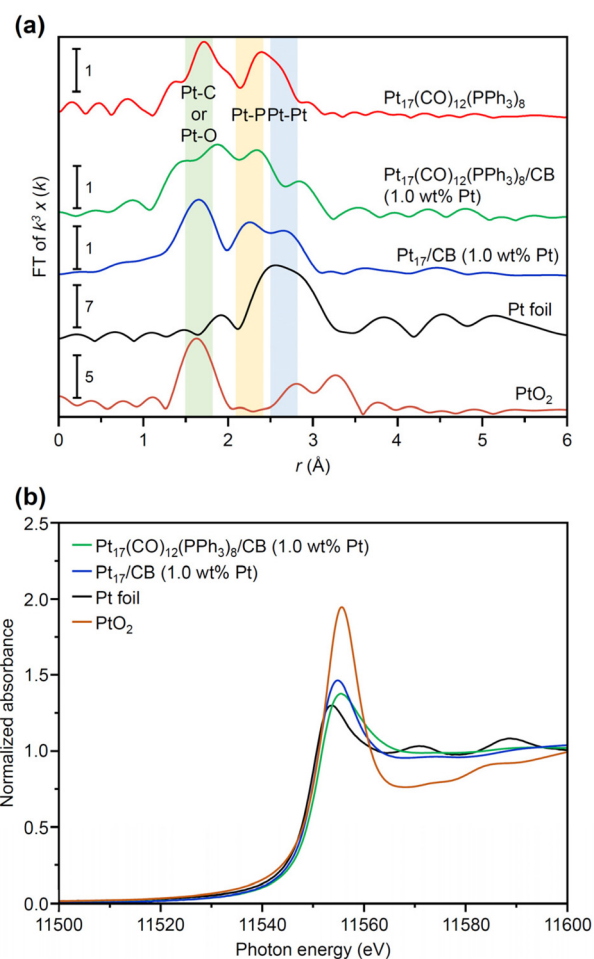 (a)
FT of k³ x (k)
1
Pt-C
or
Pt-O
Pt-P
Pt-Pt
Pt₁₇(CO)₁₂(PPh₃)₈
1
Pt₁₇(CO)₁₂(PPh₃)₈/CB
(1.0 wt% Pt)
1
Pt₁₇/CB (1.0 wt% Pt)
7
Pt foil
5
PtO₂
0 1 2 3 4 5 6
r (Å)
(b)
Normalized absorbance
2.5
2.0
1.5
1.0
0.5
0.0
Pt₁₇(CO)₁₂(PPh₃)₈/CB (1.0 wt% Pt)
Pt₁₇/CB (1.0 wt% Pt)
Pt foil
PtO₂
11500 11520 11540 11560 11580 11600
Photon energy (eV)